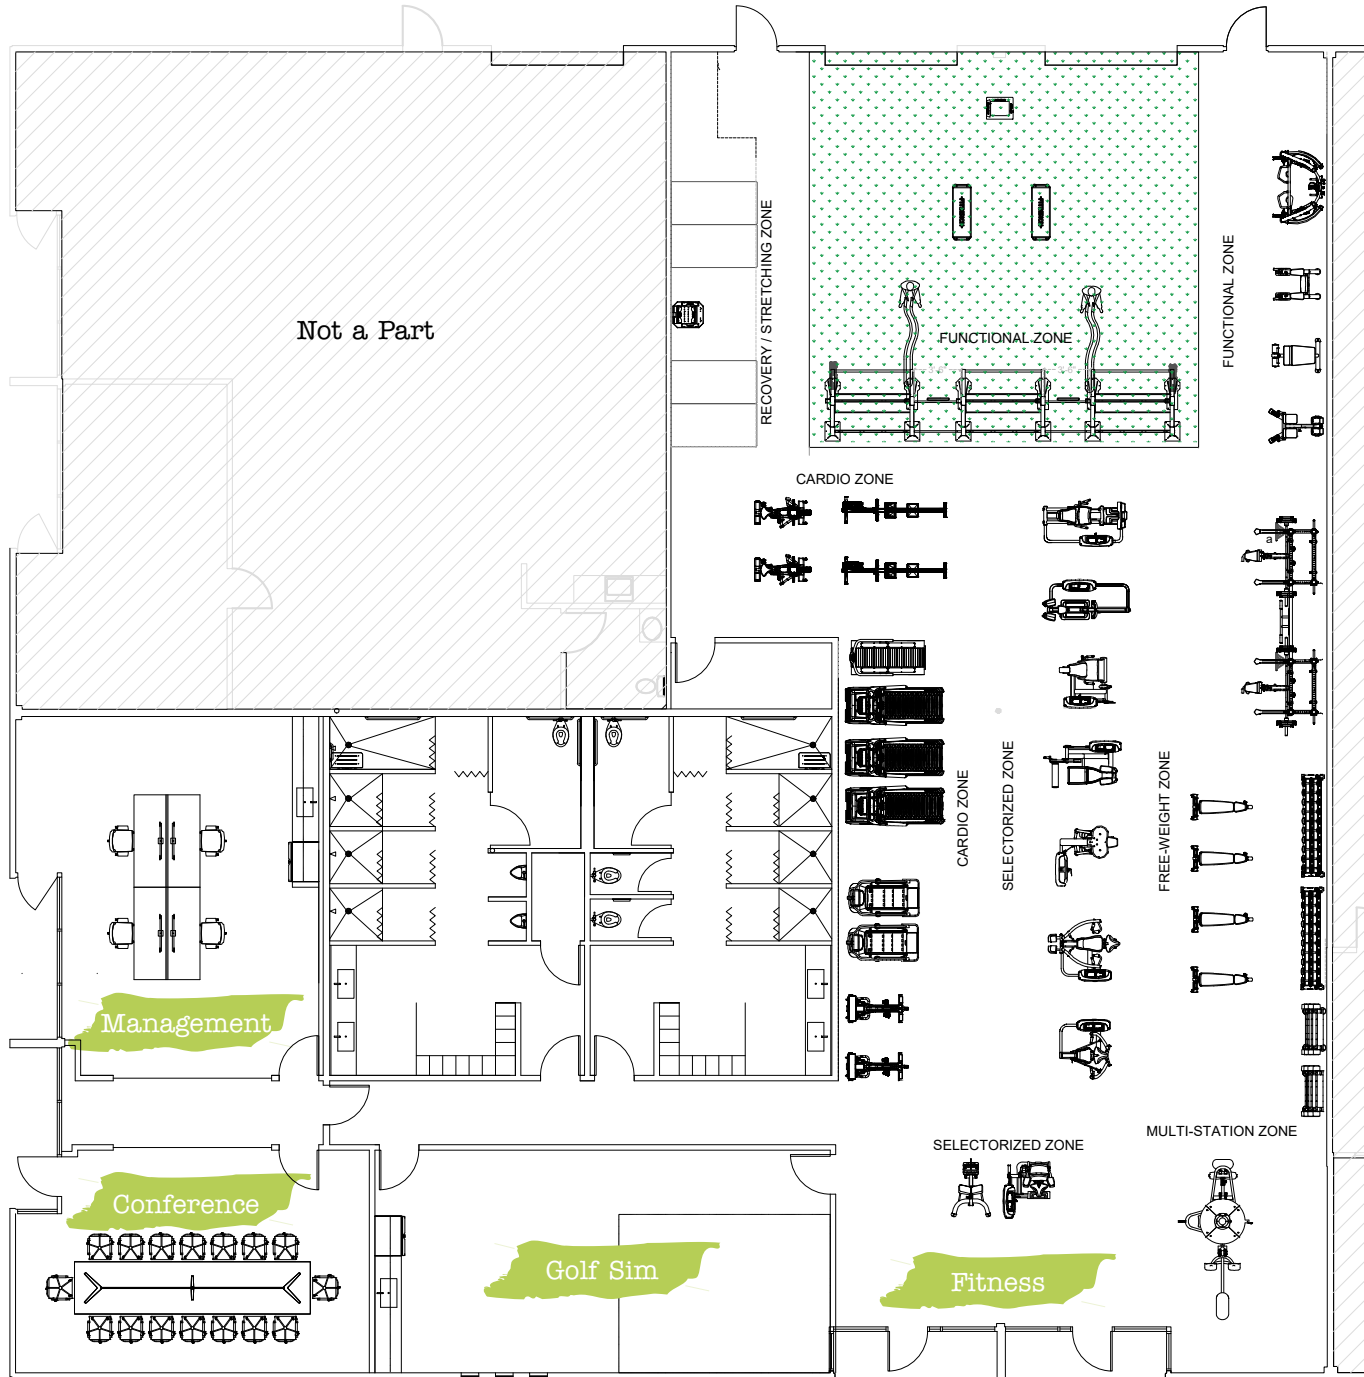 Not a Part
RECOVERY / STRETCHING ZONE
FUNCTIONAL ZONE
FUNCTIONAL ZONE
CARDIO ZONE
a
CARDIO ZONE
SELECTORIZED ZONE
FREE-WEIGHT ZONE
Management
MULTI-STATION ZONE
SELECTORIZED ZONE
Conference
Golf Sim
Fitness